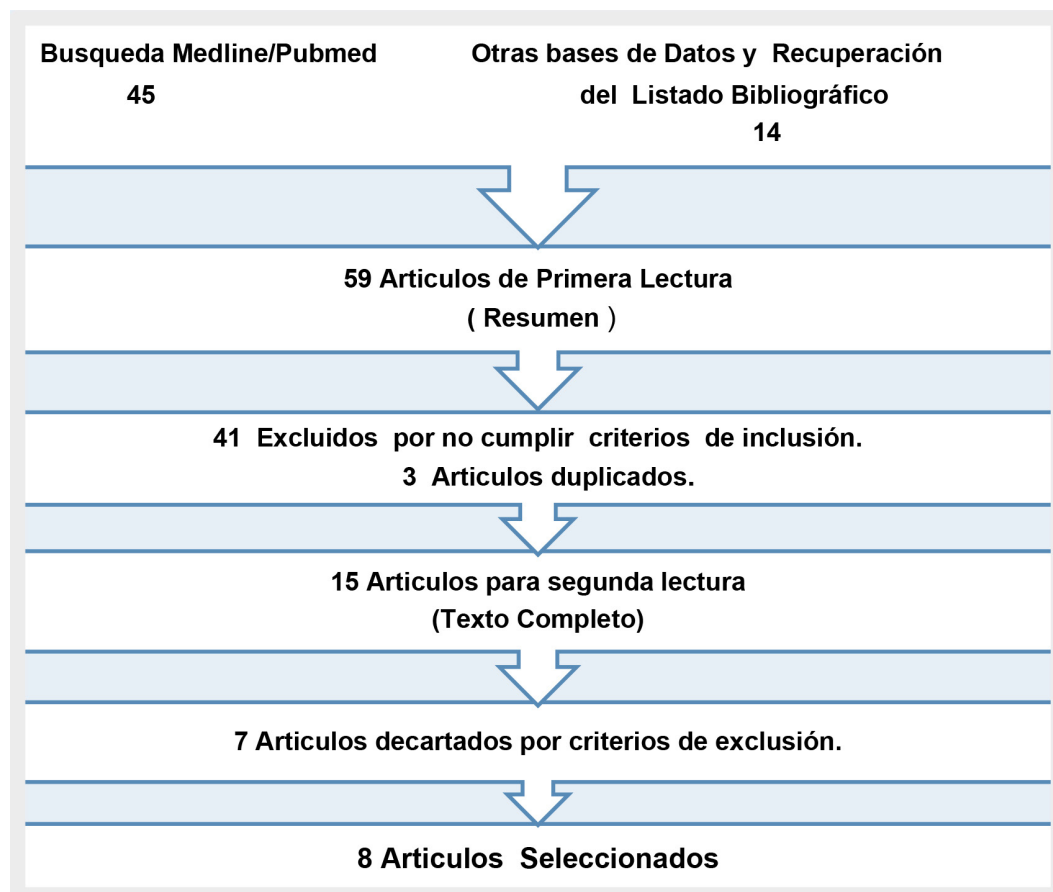 Busqueda Medline/Pubmed
45
Otras bases de Datos y Recuperación
del Listado Bibliográfico
14
59 Articulos de Primera Lectura
( Resumen )
41 Excluidos por no cumplir criterios de inclusión.
3 Articulos duplicados.
15 Articulos para segunda lectura
(Texto Completo)
7 Articulos decartados por criterios de exclusión.
8 Articulos Seleccionados